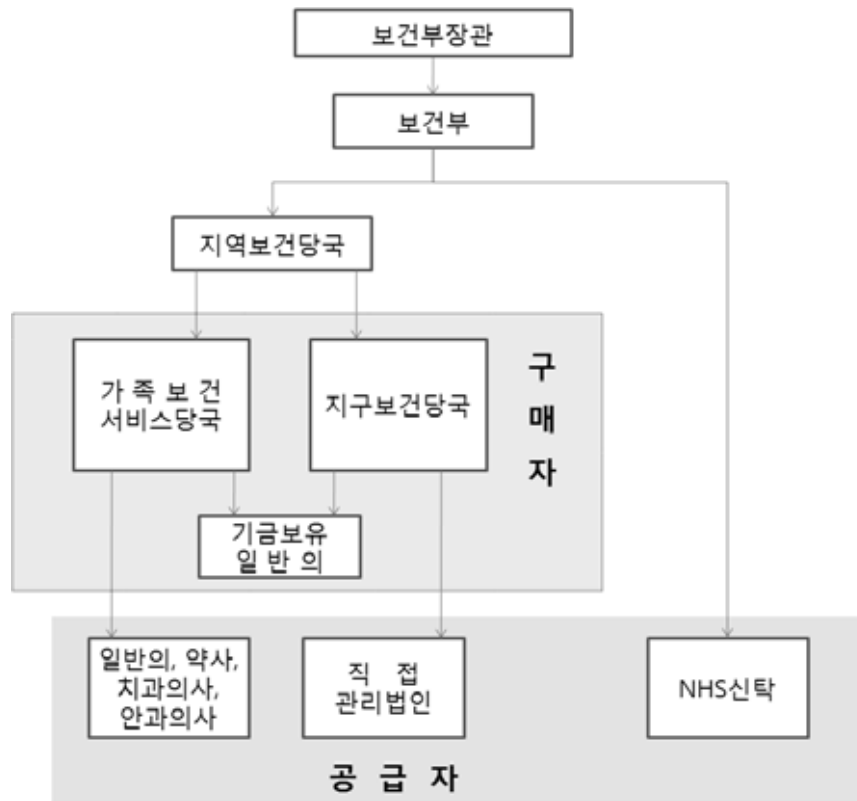 보건부장관
보건부
지역보건당국
가 족 보 건
서비스당국
지구보건당국
구
매
자
기금보유
일 반 의
일반의, 약사,
치과의사,
안과의사
직 접
관리법인
NHS신탁
공 급 자